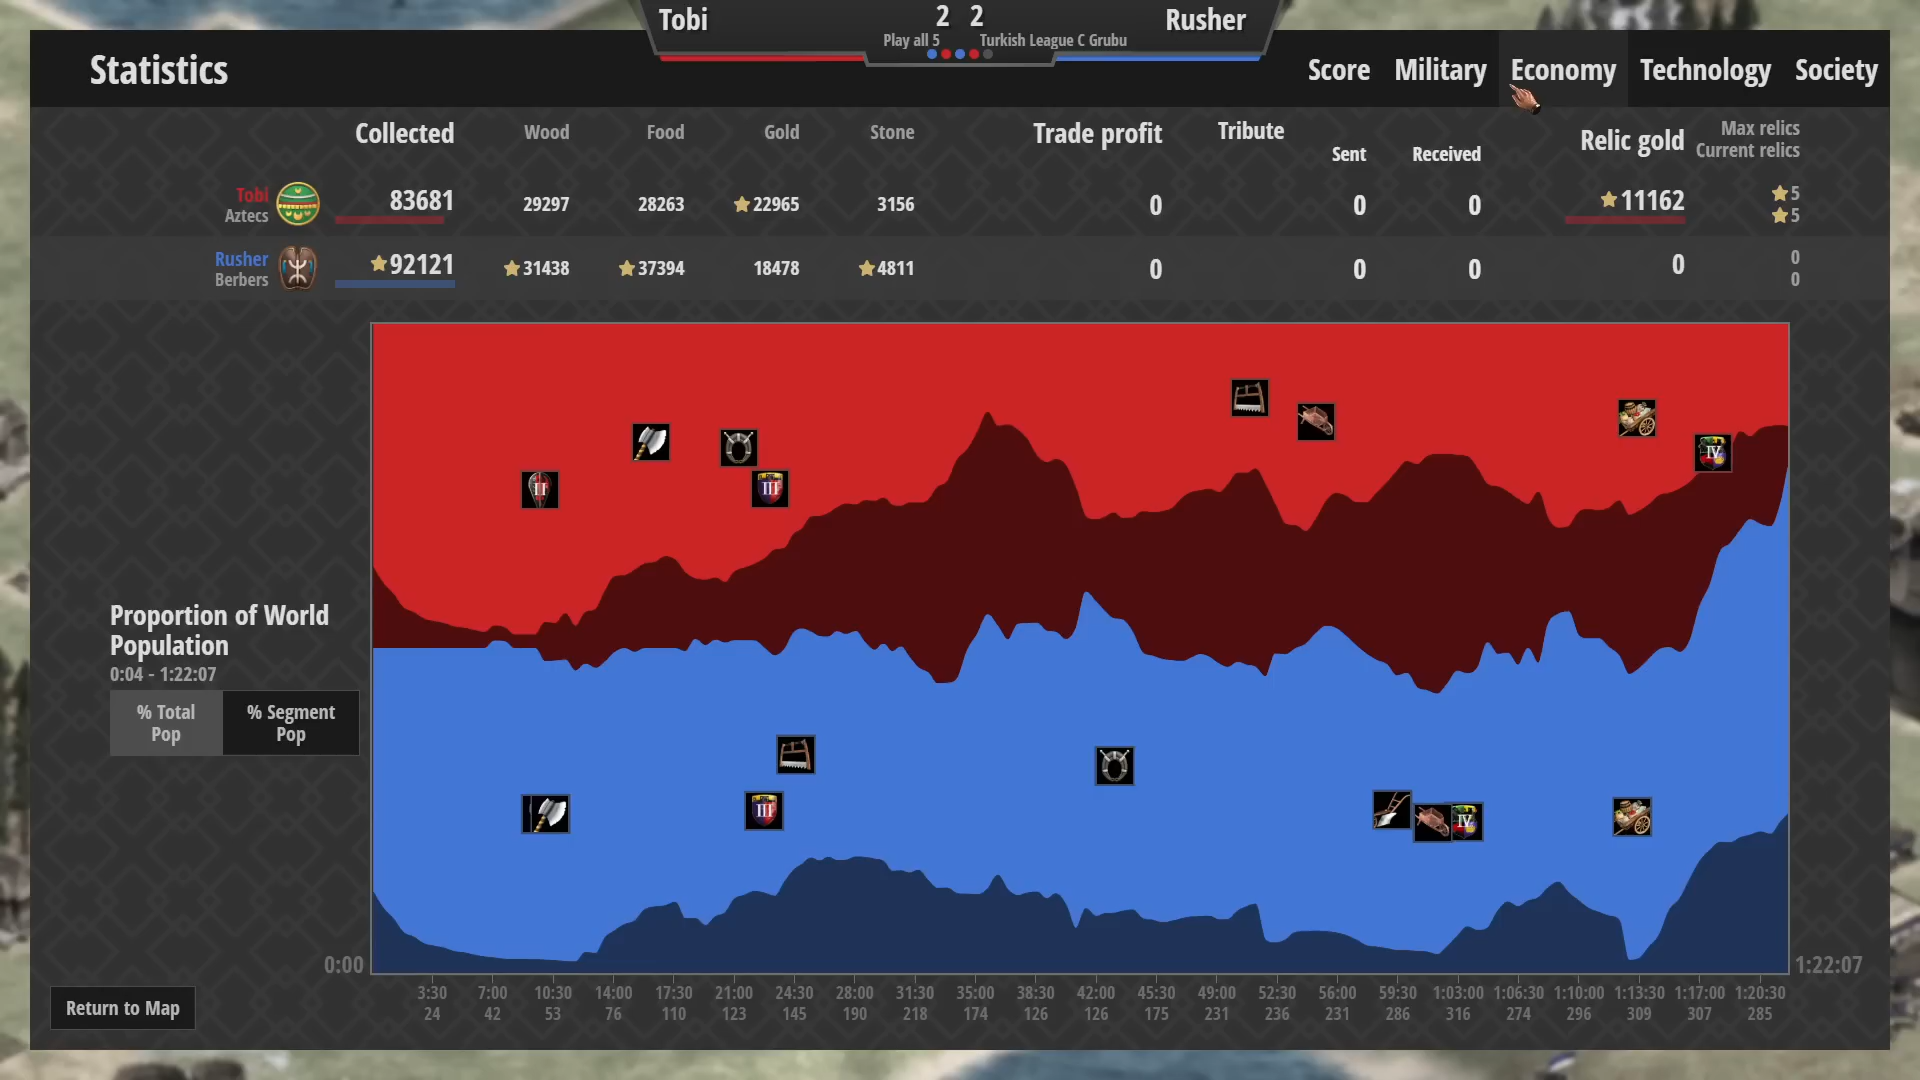 Tobi 2 2 Rusher
Play all 5 Turkish League C Grubu
Statistics
Score Military Economy Technology Society
Collected Wood Food Gold Stone Trade profit Tribute Sent Received Relic gold Max relics
Current relics
Tobi 83681 29297 28263 22965 3156 0 0 0 11162 5
Aztecs 5
Rusher 92121 31438 37394 18478 4811 0 0 0 0 0
Berbers 0
II
III
IV
III
IV
Proportion of World
Population
0:04 - 1:22:07
% Total
Pop
% Segment
Pop
0:00 1:22:07
3:30 7:00 10:30 14:00 17:30 21:00 24:30 28:00 31:30 35:00 38:30 42:00 45:30 49:00 52:30 56:00 59:30 1:03:00 1:06:30 1:10:00 1:13:30 1:17:00 1:20:30
24 42 53 76 110 123 145 190 218 174 126 126 175 231 236 231 286 316 274 296 309 307 285
Return to Map